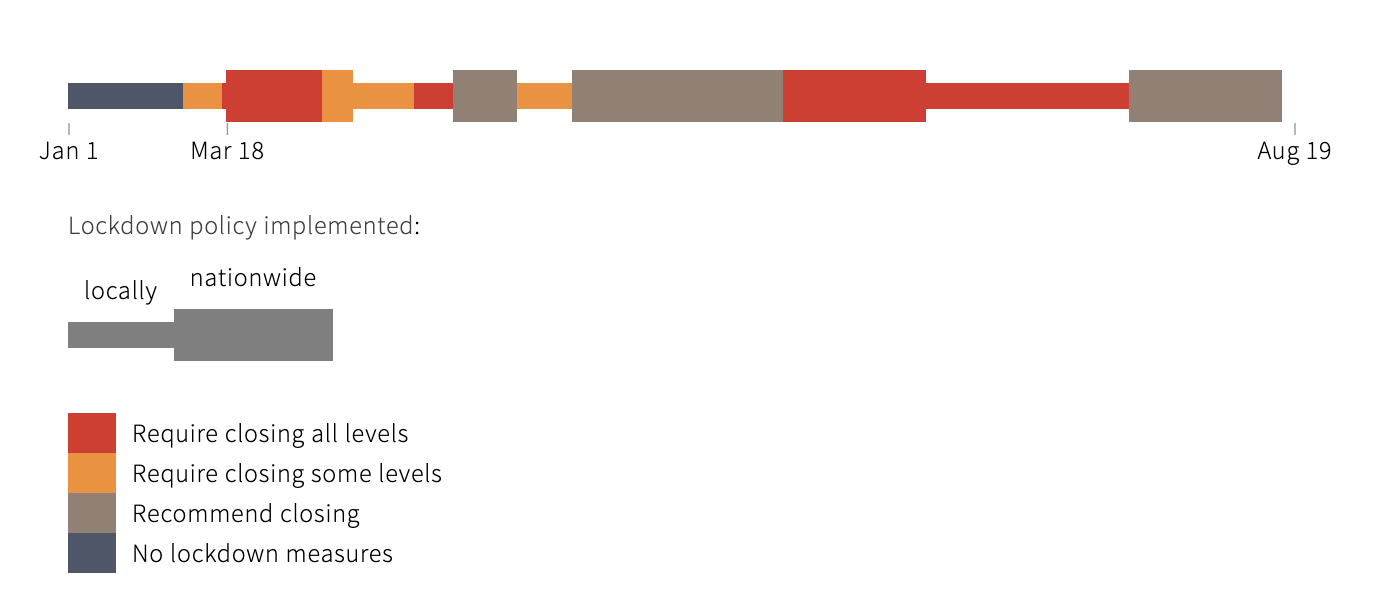 Jan 1
Mar 18
Aug 19
Lockdown policy implemented:
locally
nationwide
Require closing all levels
Require closing some levels
Recommend closing
No lockdown measures